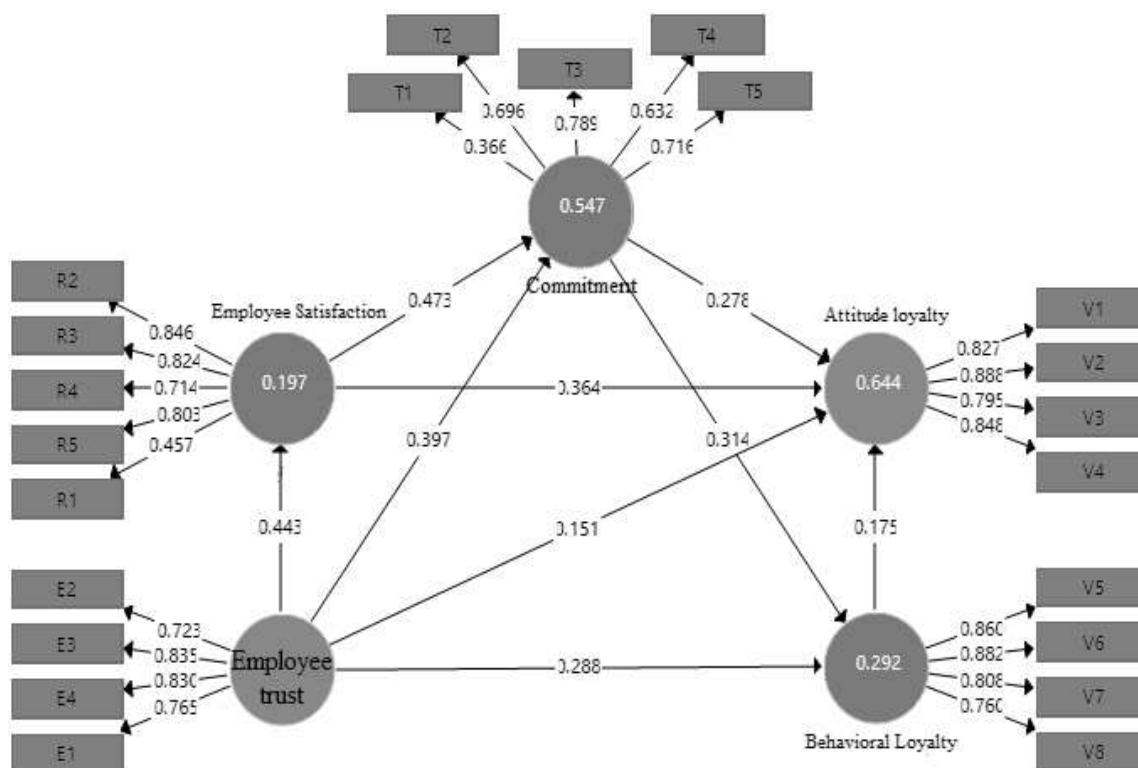 T2
T4
T3
T1
T5
0.696
0.632
0.789
0.366
0.716
0.547
Commitment
R2
R3
R4
R5
R1
0.846
0.824
0.714
0.803
0.457
Employee Satisfaction
0.197
0.473
0.278
Attitude loyalty
0.644
V1
V2
V3
V4
0.827
0.888
0.795
0.848
0.364
0.397
0.314
0.443
0.151
0.175
E2
E3
E4
E1
0.723
0.835
0.830
0.765
Employee
trust
0.288
0.292
Behavioral Loyalty
V5
V6
V7
V8
0.860
0.882
0.808
0.760